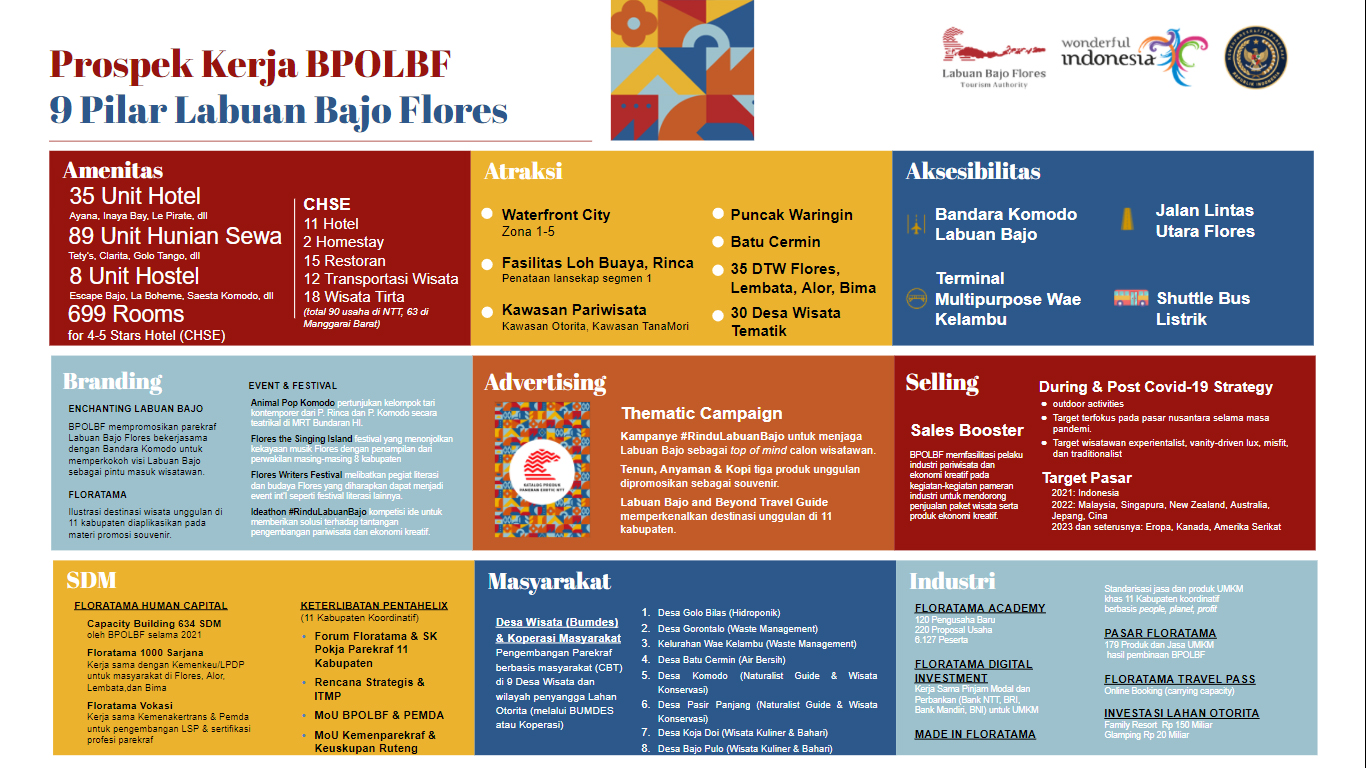 Prospek Kerja BPOLBF
9 Pilar Labuan Bajo Flores
Labuan Bajo Flores
Tourism Authority
wonderful
indonesia
Amenitas
35 Unit Hotel
Ayana, Inaya Bay, Le Pirate, dll
89 Unit Hunian Sewa
Tety's, Clarita, Golo Tango, dll
8 Unit Hostel
Escape Bajo, La Boheme, Saesta Komodo, dll
699 Rooms
for 4-5 Stars Hotel (CHSE)
CHSE
11 Hotel
2 Homestay
15 Restoran
12 Transportasi Wisata
18 Wisata Tirta
(total 90 usaha di NTT, 63 di
Manggarai Barat)
Atraksi
Waterfront City
Zona 1-5
Fasilitas Loh Buaya, Rinca
Penataan lansekap segmen 1
Kawasan Pariwisata
Kawasan Otorita, Kawasan TanaMori
Puncak Waringin
Batu Cermin
35 DTW Flores,
Lembata, Alor, Bima
30 Desa Wisata
Tematik
Aksesibilitas
Bandara Komodo
Labuan Bajo
Jalan Lintas
Utara Flores
Terminal
Multipurpose Wae
Kelambu
Shuttle Bus
Listrik
Branding
ENCHANTING LABUAN BAJO
BPOLBF mempromosikan parekraf
Labuan Bajo Flores bekerjasama
dengan Bandara Komodo untuk
memperkokoh visi Labuan Bajo
sebagai pintu masuk wisatawan.
FLORATAMA
Ilustrasi destinasi wisata unggulan di
11 kabupaten diaplikasikan pada
materi promosi souvenir.
EVENT & FESTIVAL
Animal Pop Komodo pertunjukan kelompok tari
kontemporer dari P. Rinca dan P. Komodo secara
teatrikal di MRT Bundaran HI.
Flores the Singing Island festival yang menonjolkan
kekayaan musik Flores dengan penampilan dari
perwakilan masing-masing 8 kabupaten
Flores Writers Festival melibatkan pegiat literasi
dan budaya Flores yang diharapkan dapat menjadi
event int'l seperti festival literasi lainnya.
Ideathon #RinduLabuanBajo kompetisi ide untuk
memberikan solusi terhadap tantangan
pengembangan pariwisata dan ekonomi kreatif.
Advertising
KATALOG PRODUK
PANGKAN EXOTIC NTT
Thematic Campaign
Kampanye #RinduLabuanBajo untuk menjaga
Labuan Bajo sebagai top of mind calon wisatawan.
Tenun, Anyaman & Kopi tiga produk unggulan
dipromosikan sebagai souvenir.
Labuan Bajo and Beyond Travel Guide
memperkenalkan destinasi unggulan di 11
kabupaten.
Selling
Sales Booster
BPOLBF memfasilitasi pelaku
industri pariwisata dan
ekonomi kreatif pada
kegiatan-kegiatan pameran
industri untuk mendorong
penjualan paket wisata serta
produk ekonomi kreatif.
During & Post Covid-19 Strategy
outdoor activities
Target terfokus pada pasar nusantara selama masa
pandemi.
Target wisatawan experientalist, vanity-driven lux, misfit,
dan traditionalist
Target Pasar
2021: Indonesia
2022: Malaysia, Singapura, New Zealand, Australia,
Jepang, Cina
2023 dan seterusnya: Eropa, Kanada, Amerika Serikat
SDM
FLORATAMA HUMAN CAPITAL
Capacity Building 634 SDM
oleh BPOLBF selama 2021
Floratama 1000 Sarjana
Kerja sama dengan Kemenkeu/LPDP
untuk masyarakat di Flores, Alor,
Lembata,dan Bima
Floratama Vokasi
Kerja sama Kemenakertrans & Pemda
untuk pengembangan LSP & sertifikasi
profesi parekraf
KETERLIBATAN PENTAHELIX
(11 Kabupaten Koordinatif)
Forum Floratama & SK
Pokja Parekraf 11
Kabupaten
Rencana Strategis &
ITMP
MoU BPOLBF & PEMDA
MoU Kemenparekraf &
Keuskupan Ruteng
Masyarakat
Desa Wisata (Bumdes)
& Koperasi Masyarakat
Pengembangan Parekraf
berbasis masyarakat (CBT)
di 9 Desa Wisata dan
wilayah penyangga Lahan
Otorita (melalui BUMDES
atau Koperasi)
1. Desa Golo Bilas (Hidroponik)
2. Desa Gorontalo (Waste Management)
3. Kelurahan Wae Kelambu (Waste Management)
4. Desa Batu Cermin (Air Bersih)
5. Desa Komodo (Naturalist Guide & Wisata
Konservasi)
6. Desa Pasir Panjang (Naturalist Guide & Wisata
Konservasi)
7. Desa Koja Doi (Wisata Kuliner & Bahari)
8. Desa Bajo Pulo (Wisata Kuliner & Bahari)
Industri
FLORATAMA ACADEMY
120 Pengusaha Baru
220 Proposal Usaha
6.127 Peserta
FLORATAMA DIGITAL
INVESTMENT
Kerja Sama Pinjam Modal dan
Perbankan (Bank NTT, BRI,
Bank Mandiri, BNI) untuk UMKM
MADE IN FLORATAMA
Standarisasi jasa dan produk UMKM
khas 11 Kabupaten koordinatif
berbasis people, planet, profit
PASAR FLORATAMA
179 Produk dan Jasa UMKM
hasil pembinaan BPOLBF
FLORATAMA TRAVEL PASS
Online Booking (carrying capacity)
INVESTASI LAHAN OTORITA
Family Resort Rp 150 Miliar
Glamping Rp 20 Miliar